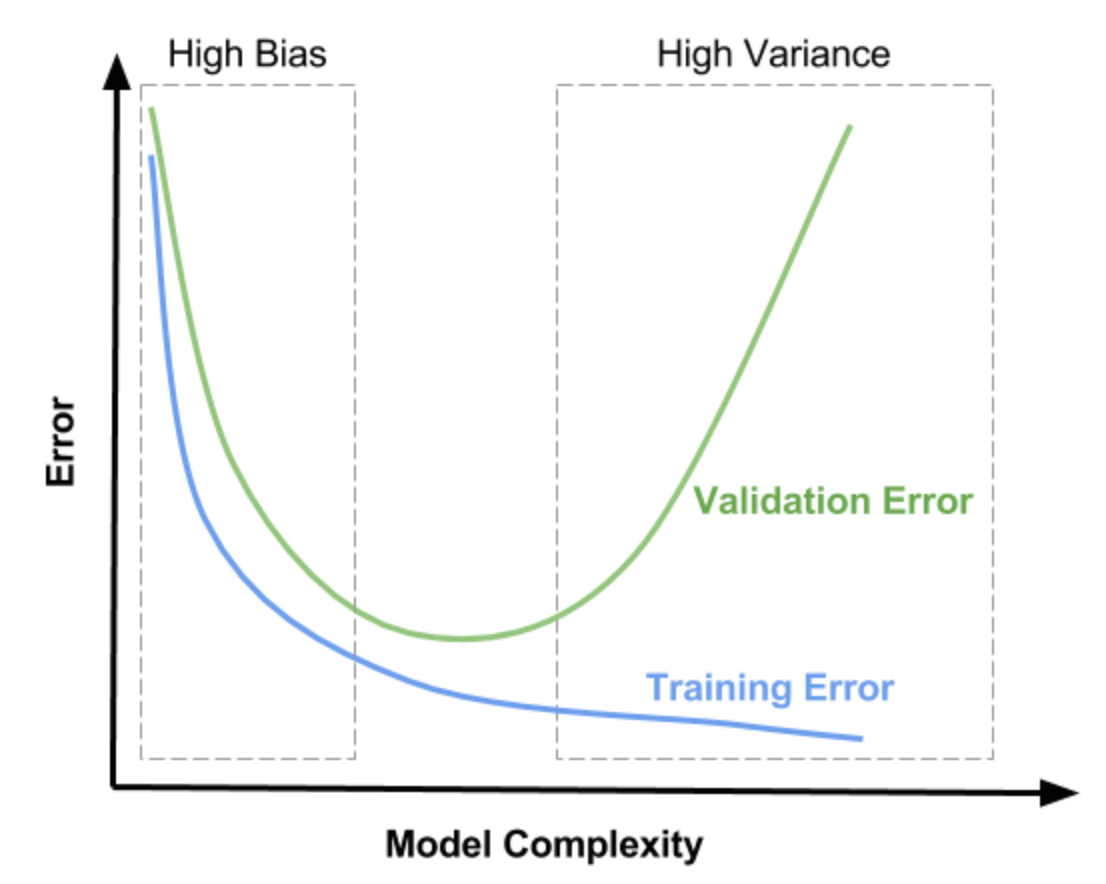 High Bias
High Variance
Error
Validation Error
Training Error
Model Complexity